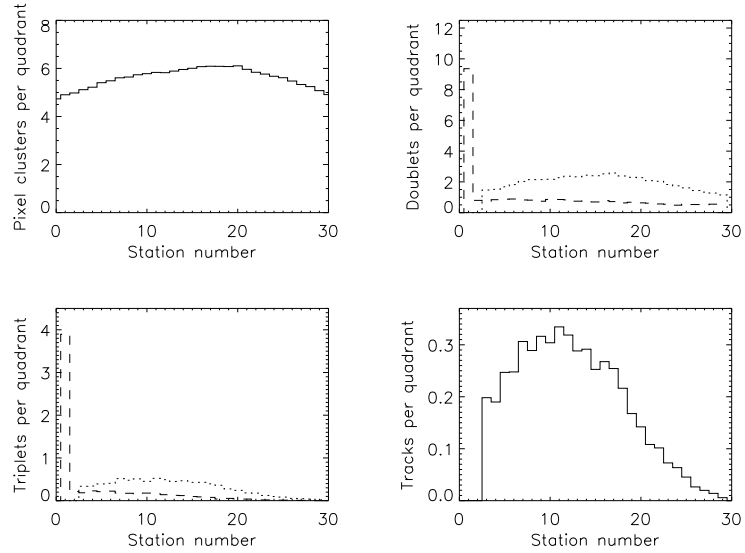 Pixel clusters per quadrant
8
6
4
2
0
0 10 20 30
Station number
Doublets per quadrant
12
10
8
6
4
2
0
0 10 20 30
Station number
Triplets per quadrant
4
3
2
1
0
0 10 20 30
Station number
Tracks per quadrant
0.3
0.2
0.1
0.0
0 10 20 30
Station number